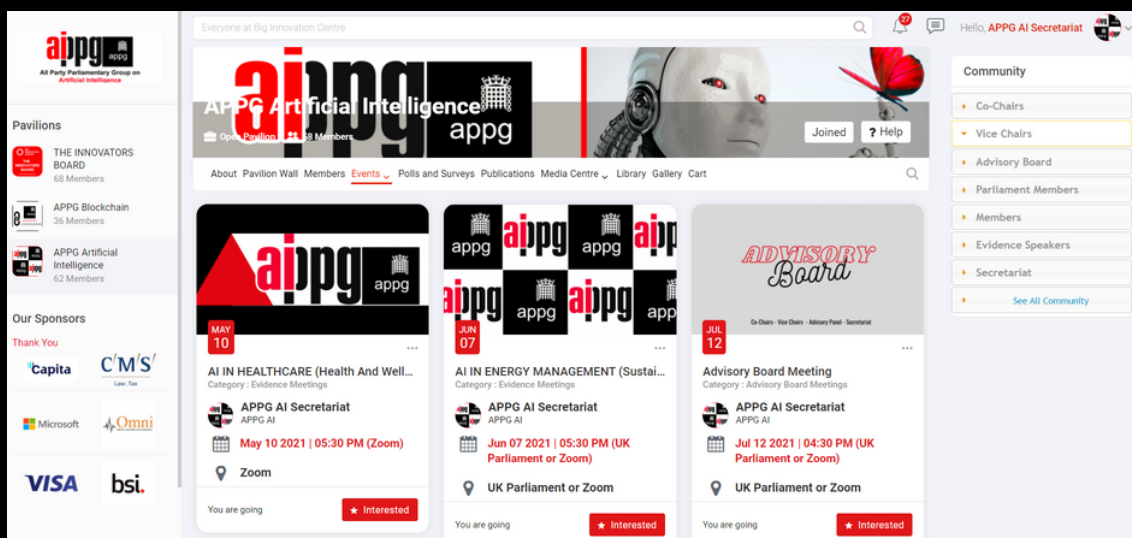 aippg appg
All Party Parliamentary Group on
Artificial Intelligence
Everyone at Big Innovation Centre
27
Hello, APPG AI Secretariat
Pavilions
THE INNOVATORS
BOARD
68 Members
APPG Blockchain
36 Members
APPG Artificial
Intelligence
62 Members
Our Sponsors
Thank You
Capita
C'M'S'
Law.Tax
Microsoft
Omni
VISA
bsi.
aippg
appg
APPG Artificial Intelligence
Open Pavilion 58 Members
Joined
? Help
About Pavilion Wall Members Events Polls and Surveys Publications Media Centre Library Gallery Cart
aippg appg
MAY
10
AI IN HEALTHCARE (Health And Well...
Category : Evidence Meetings
APPG AI Secretariat
APPG AI
May 10 2021 | 05:30 PM (Zoom)
Zoom
You are going
Interested
appg aippg appg aipp
aippg appg aippg appg
JUN
07
AI IN ENERGY MANAGEMENT (Sustai...
Category : Evidence Meetings
APPG AI Secretariat
APPG AI
Jun 07 2021 | 05:30 PM (UK
Parliament or Zoom)
UK Parliament or Zoom
You are going
Interested
ADVISORY
Board
Co-Chairs - Vice Chairs - Advisory Panel - Secretariat
JUL
12
Advisory Board Meeting
Category : Advisory Board Meetings
APPG AI Secretariat
APPG AI
Jul 12 2021 | 04:30 PM (UK
Parliament or Zoom)
UK Parliament or Zoom
You are going
Interested
Community
Co-Chairs
Vice Chairs
Advisory Board
Parliament Members
Members
Evidence Speakers
Secretariat
See All Community